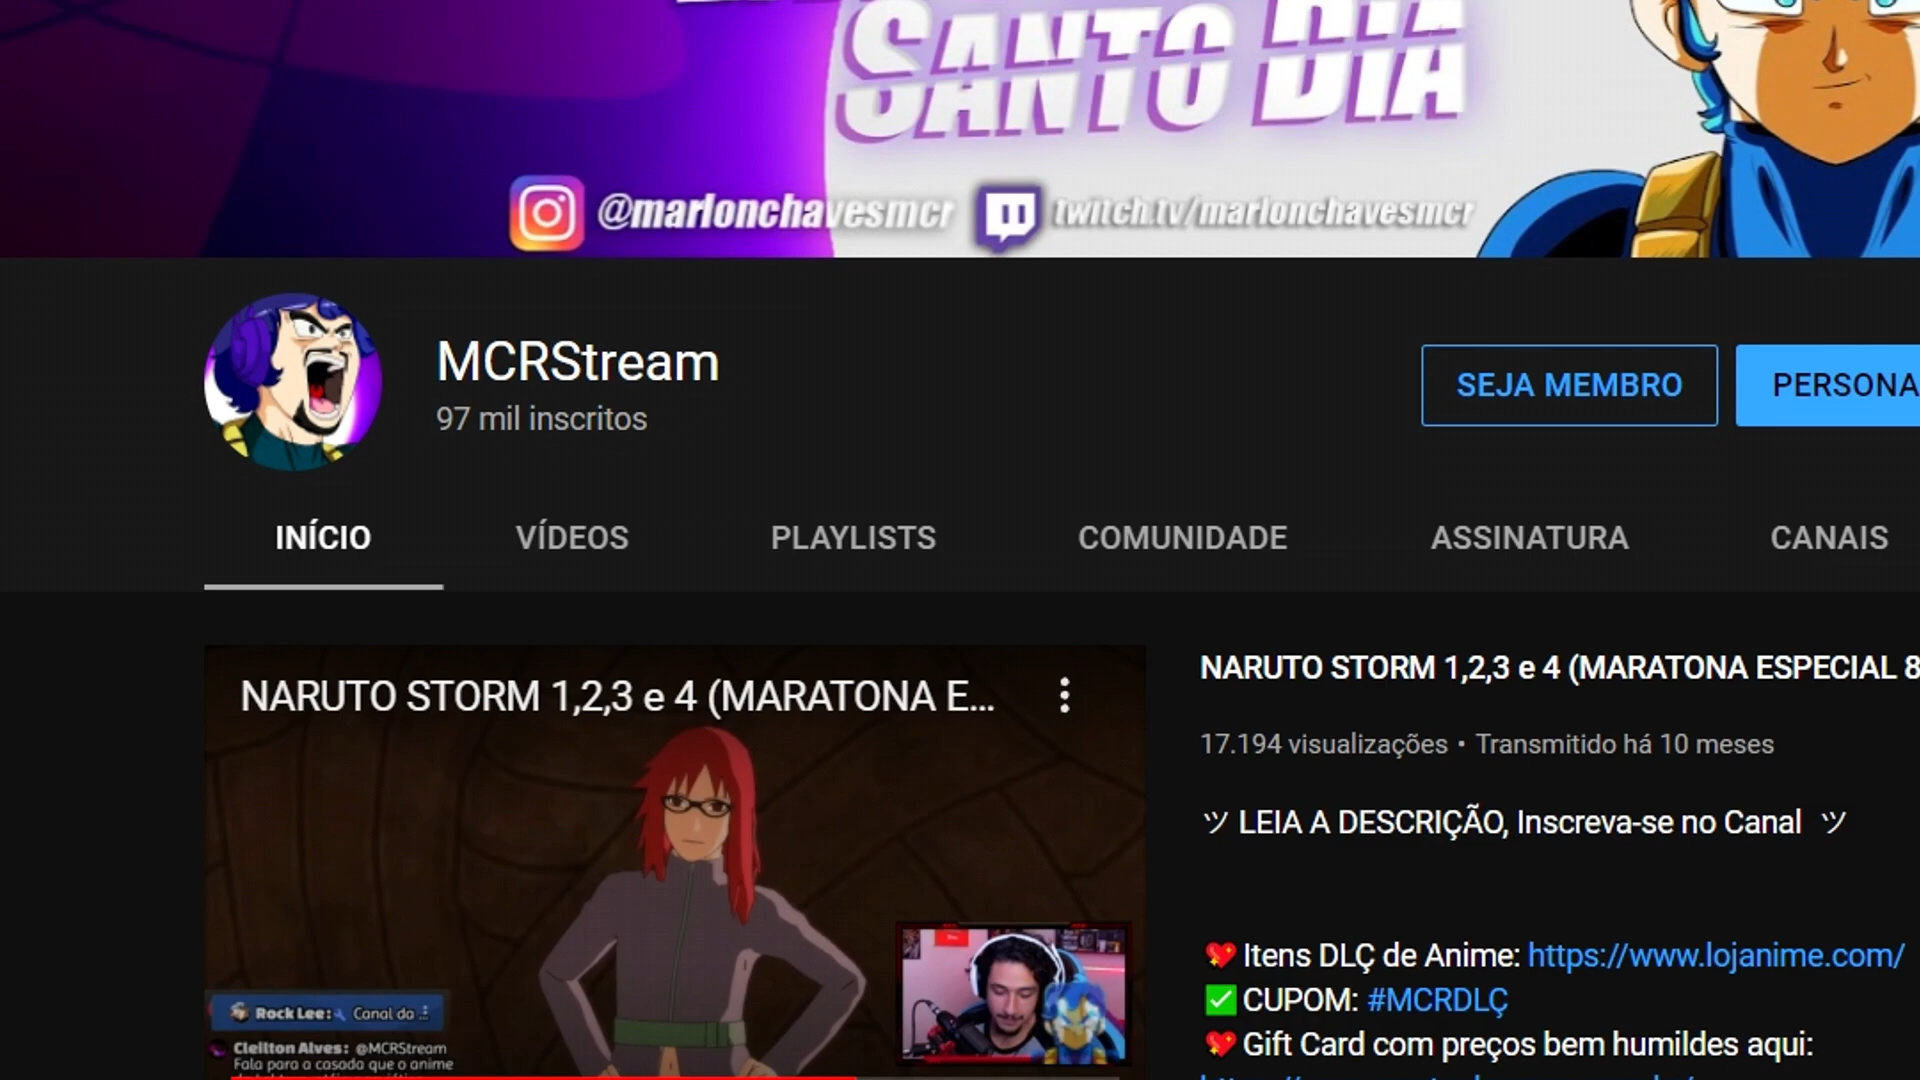 SANTO DIA
@marlonchavesmcr
twitch.tv/marlonchavesmcr
MCRStream
97 mil inscritos
SEJA MEMBRO
PERSONA
INÍCIO
VÍDEOS
PLAYLISTS
COMUNIDADE
ASSINATURA
CANAIS
NARUTO STORM 1,2,3 e 4 (MARATONA E...
Rock Lee: Canal do
Cleilton Alves: @MCRStream
Fala para a casada que o anime
NARUTO STORM 1,2,3 e 4 (MARATONA ESPECIAL 8
17.194 visualizações • Transmitido há 10 meses
ツ LEIA A DESCRIÇÃO, Inscreva-se no Canal ツ
💖 Itens DLÇ de Anime: https://www.lojanime.com/
✅ CUPOM: #MCRDLÇ
💖 Gift Card com preços bem humildes aqui: